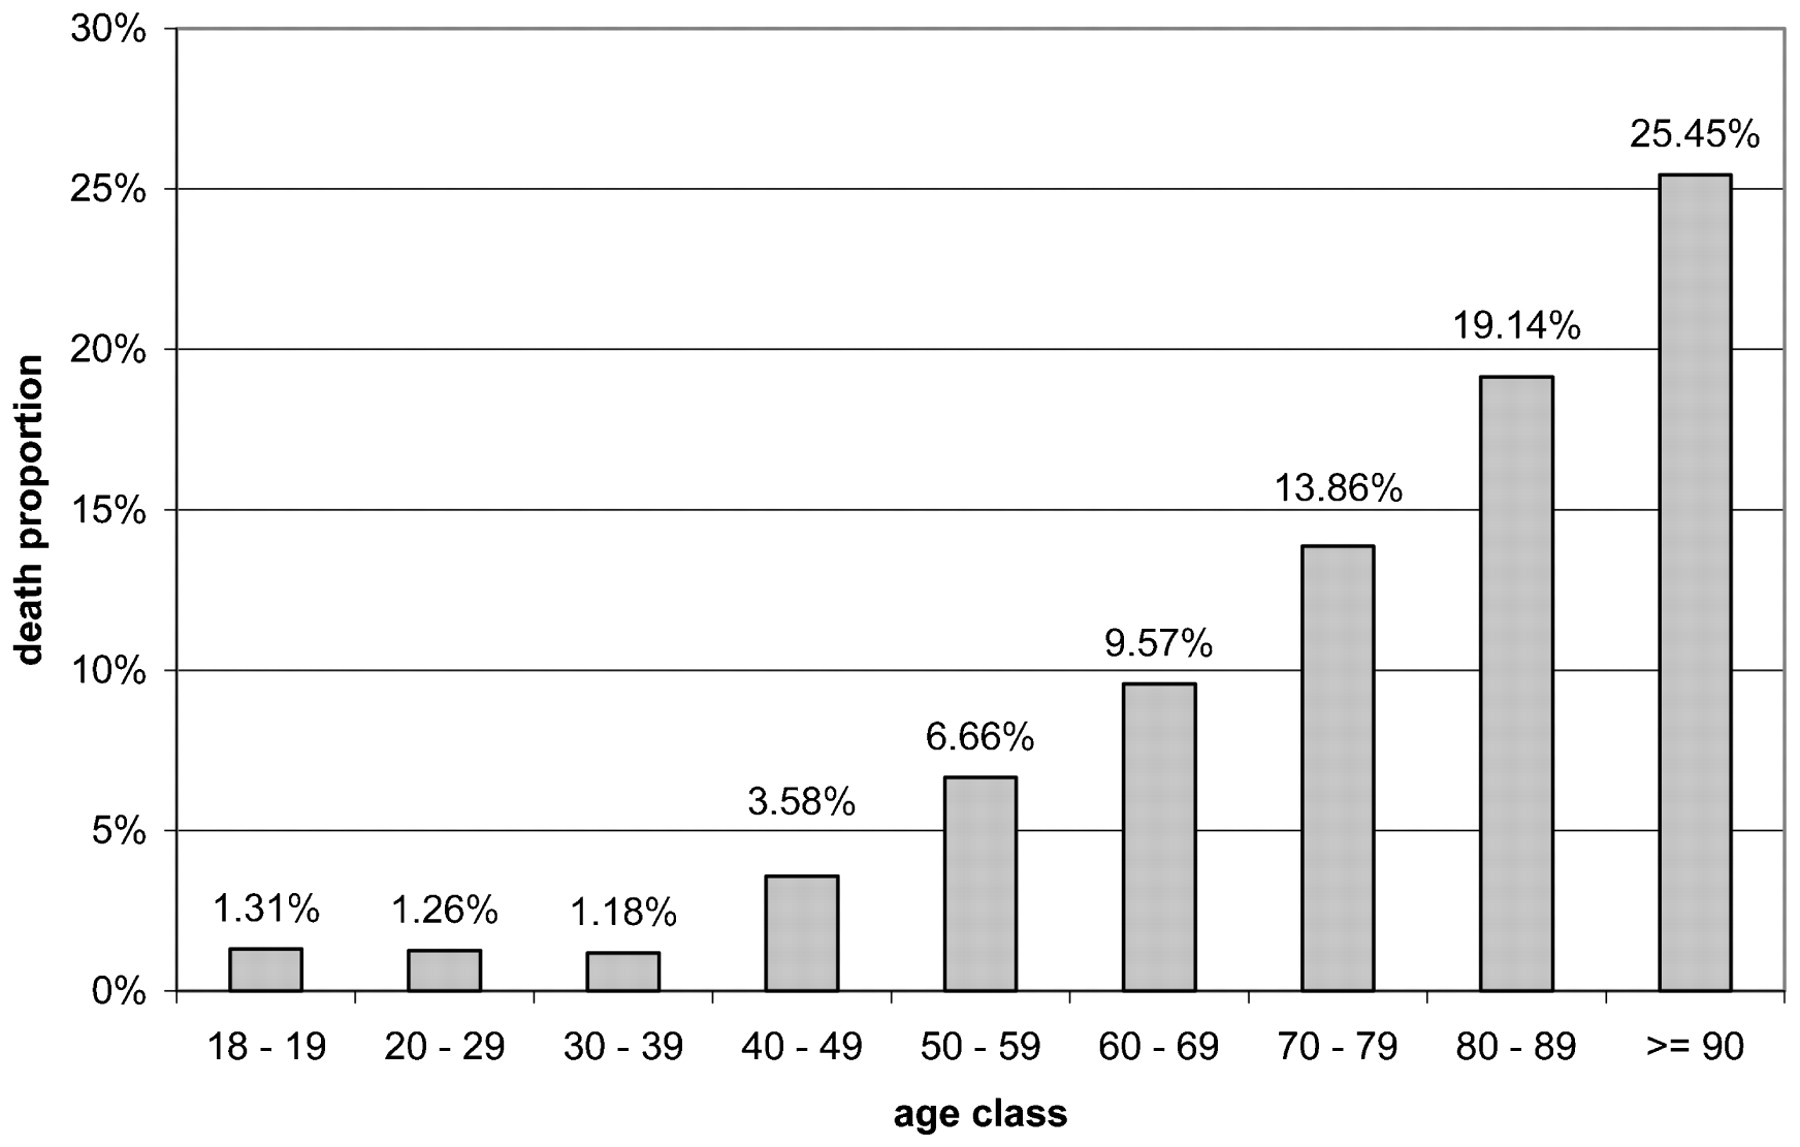 30%
25%
20%
15%
10%
5%
0%
death proportion
1.31%
1.26%
1.18%
3.58%
6.66%
9.57%
13.86%
19.14%
25.45%
18 - 19
20 - 29
30 - 39
40 - 49
50 - 59
60 - 69
70 - 79
80 - 89
>= 90
age class